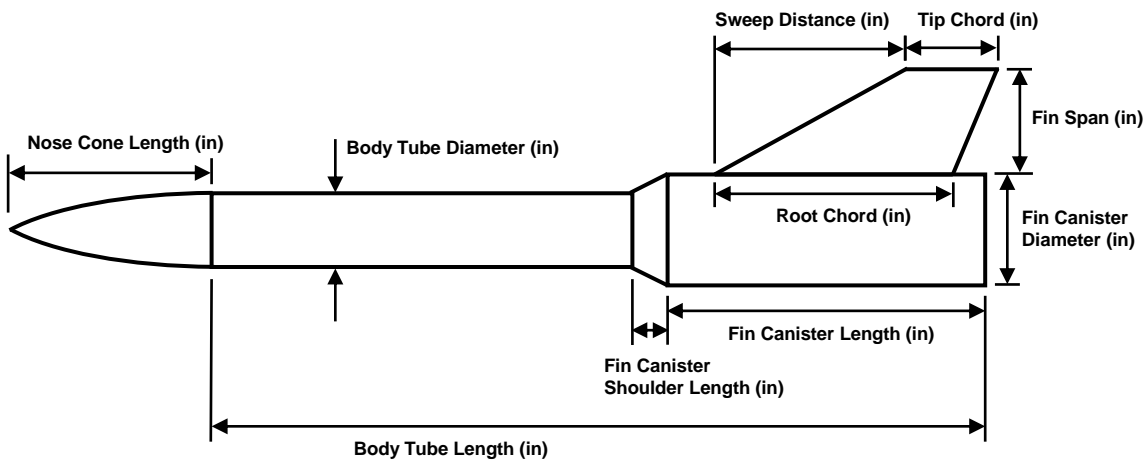 Sweep Distance (in)
Tip Chord (in)
Fin Span (in)
Nose Cone Length (in)
Body Tube Diameter (in)
Root Chord (in)
Fin Canister
Diameter (in)
Fin Canister Length (in)
Fin Canister
Shoulder Length (in)
Body Tube Length (in)